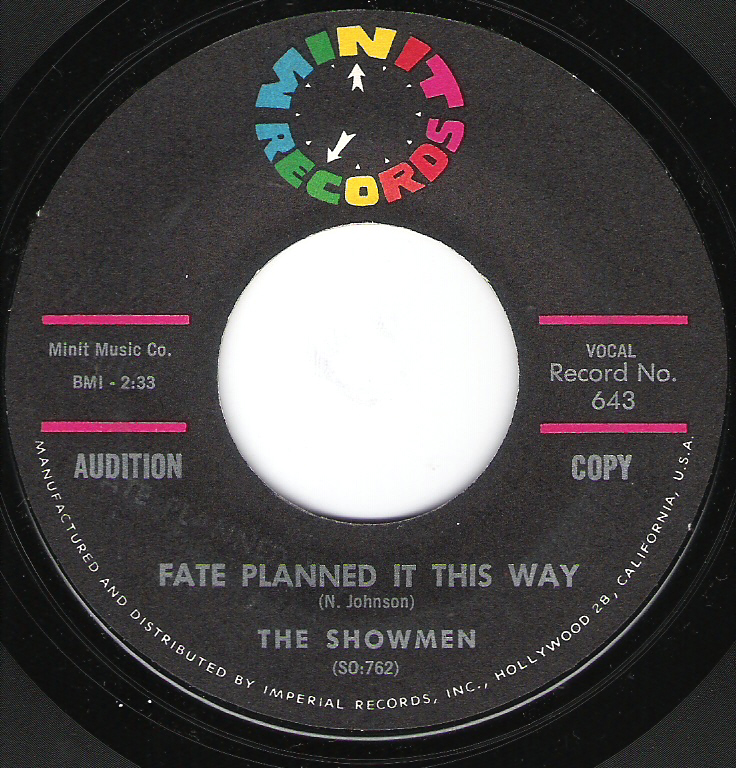 MINIT
RECORDS
Minit Music Co.
BMI - 2:33
VOCAL
Record No.
643
AUDITION
COPY
FATE PLANNED IT THIS WAY
(N. Johnson)
THE SHOWMEN
(SO:762)
MANUFACTURED AND DISTRIBUTED BY IMPERIAL RECORDS, INC., HOLLYWOOD 28, CALIFORNIA, U.S.A.